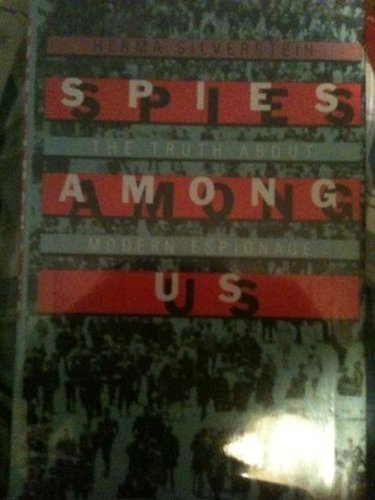 HERMA SILVERSTEIN
SPIES
THE TRUTH ABOUT
AMONG
MODERN ESPIONAGE
US